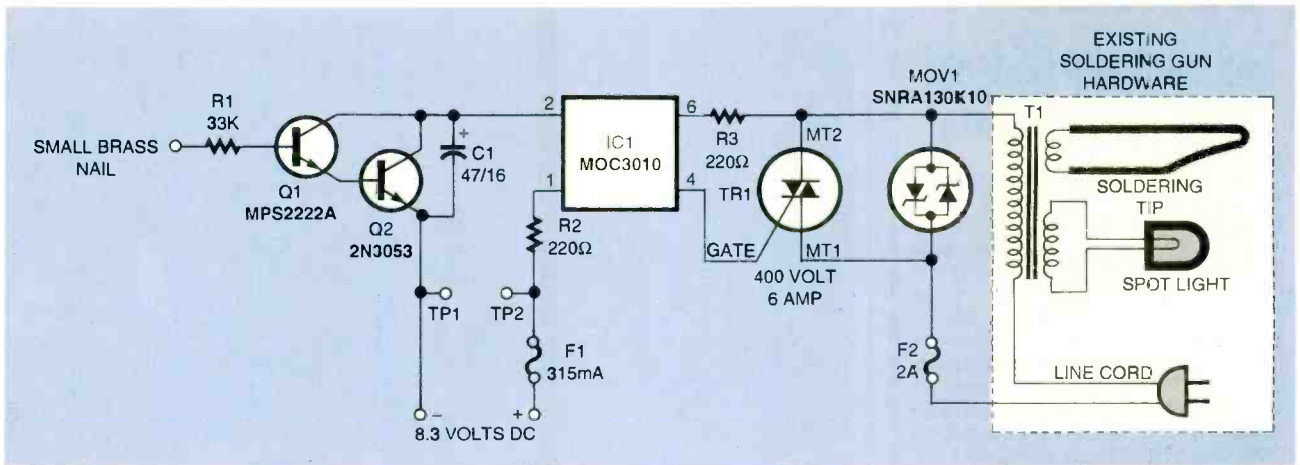 EXISTING
SOLDERING GUN
HARDWARE
MOV1
SNRA130K10
T1
R1
33K
SMALL BRASS
NAIL
Q1
MPS2222A
Q2
2N3053
+
C1
47/16
2
IC1
MOC3010
6
1
4
R2
220Ω
R3
220Ω
MT2
TR1
GATE
MT1
400 VOLT
6 AMP
SOLDERING
TIP
SPOT LIGHT
TP1
TP2
F1
315mA
F2
2A
LINE CORD
-
+
8.3 VOLTS DC